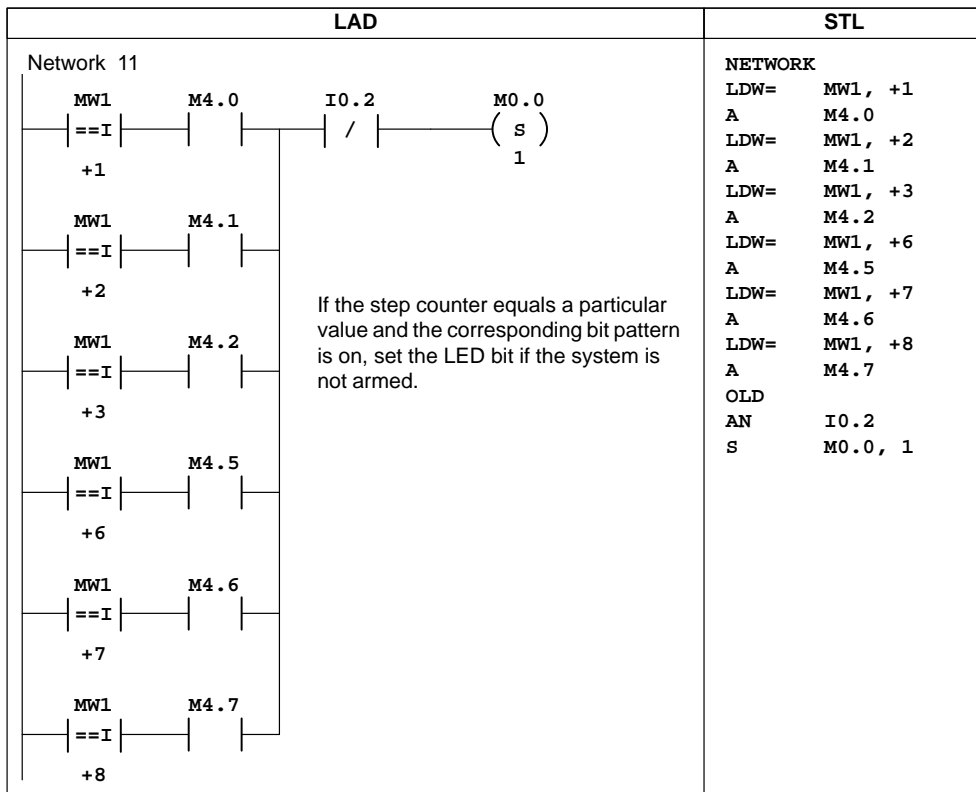 LAD
STL
Network 11
MW1 M4.0 I0.2 M0.0
==I / S
+1 1
MW1 M4.1
==I
+2
MW1 M4.2
==I
+3
MW1 M4.5
==I
+6
MW1 M4.6
==I
+7
MW1 M4.7
==I
+8
If the step counter equals a particular
value and the corresponding bit pattern
is on, set the LED bit if the system is
not armed.
NETWORK
LDW= MW1, +1
A M4.0
LDW= MW1, +2
A M4.1
LDW= MW1, +3
A M4.2
LDW= MW1, +6
A M4.5
LDW= MW1, +7
A M4.6
LDW= MW1, +8
A M4.7
OLD
AN I0.2
S M0.0, 1